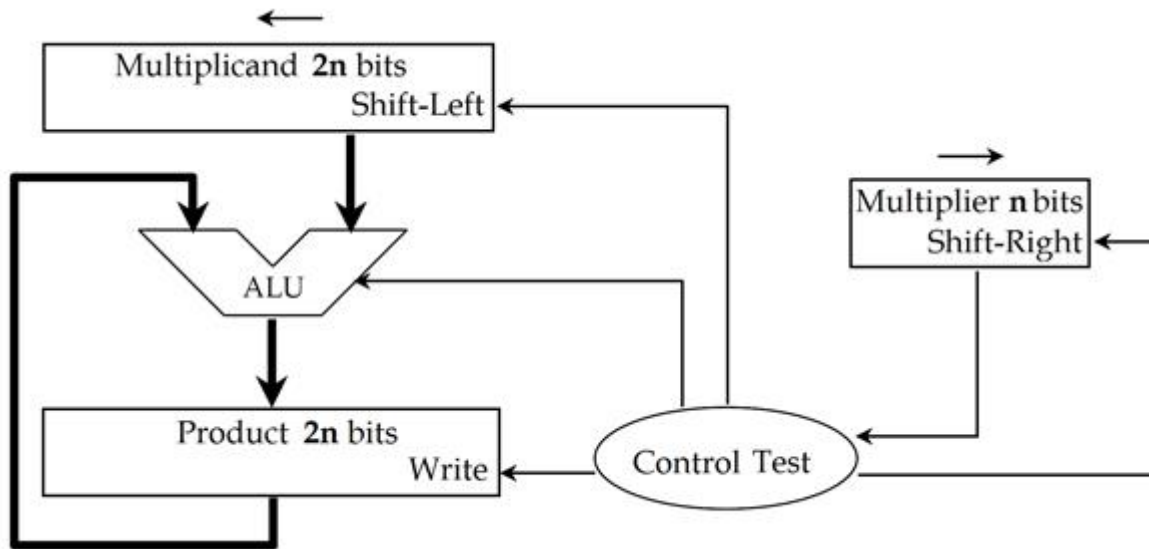 Multiplicand 2n bits
Shift-Left
Multiplier n bits
Shift-Right
ALU
Product 2n bits
Write
Control Test